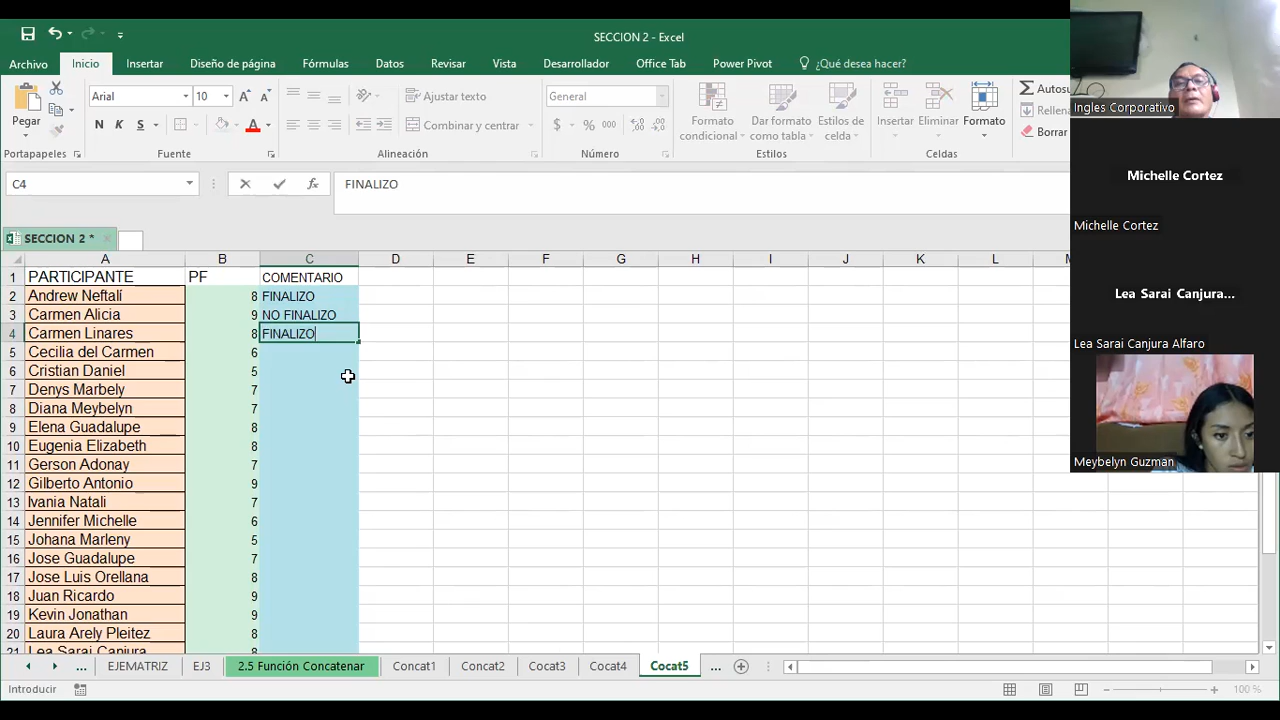 SECCION 2 - Excel
Archivo Inicio Insertar Diseño de página Fórmulas Datos Revisar Vista Desarrollador Office Tab Power Pivot ¿Qué desea hacer?
Pegar
Arial 10
N K S
Ajustar texto
Combinar y centrar
General
$ % 000
Formato condicional
Dar formato como tabla
Estilos de celda
Insertar Eliminar Formato
Autosu
Rellena
Borrar
Portapapeles Fuente Alineación Número Estilos Celdas
C4 FINALIZO
SECCION 2 *
A B C D E F G H I J K L M
1 PARTICIPANTE PF COMENTARIO
2 Andrew Neftalí 8 FINALIZO
3 Carmen Alicia 9 NO FINALIZO
4 Carmen Linares 8 FINALIZO
5 Cecilia del Carmen 6
6 Cristian Daniel 5
7 Denys Marbely 7
8 Diana Meybelyn 7
9 Elena Guadalupe 8
10 Eugenia Elizabeth 8
11 Gerson Adonay 7
12 Gilberto Antonio 9
13 Ivania Natali 7
14 Jennifer Michelle 6
15 Johana Marleny 5
16 Jose Guadalupe 7
17 Jose Luis Orellana 8
18 Juan Ricardo 9
19 Kevin Jonathan 9
20 Laura Arely Pleitez 8
21 Lea Sarai Canjura 8
... EJEMATRIZ EJ3 2.5 Función Concatenar Concat1 Concat2 Cocat3 Cocat4 Cocat5 ...
Introducir 100 %
Ingles Corporativo
Michelle Cortez
Michelle Cortez
Lea Sarai Canjura...
Lea Sarai Canjura Alfaro
Meybelyn Guzman